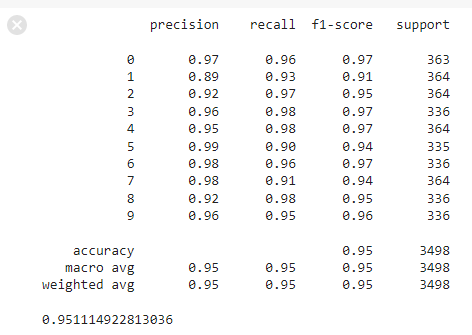 precision recall f1-score support
0 0.97 0.96 0.97 363
1 0.89 0.93 0.91 364
2 0.92 0.97 0.95 364
3 0.96 0.98 0.97 336
4 0.95 0.98 0.97 364
5 0.99 0.90 0.94 335
6 0.98 0.96 0.97 336
7 0.98 0.91 0.94 364
8 0.92 0.98 0.95 336
9 0.96 0.95 0.96 336
accuracy 0.95 3498
macro avg 0.95 0.95 0.95 3498
weighted avg 0.95 0.95 0.95 3498
0.951114922813036